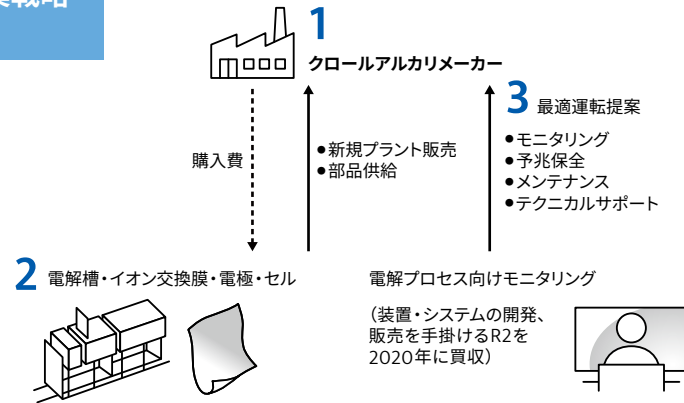 1
クロールアルカリメーカー
購入費
●新規プラント販売
●部品供給
3 最適運転提案
●モニタリング
●予兆保全
●メンテナンス
●テクニカルサポート
2 電解槽・イオン交換膜・電極・セル
電解プロセス向けモニタリング
（装置・システムの開発、
販売を手掛けるR2を
2020年に買収）